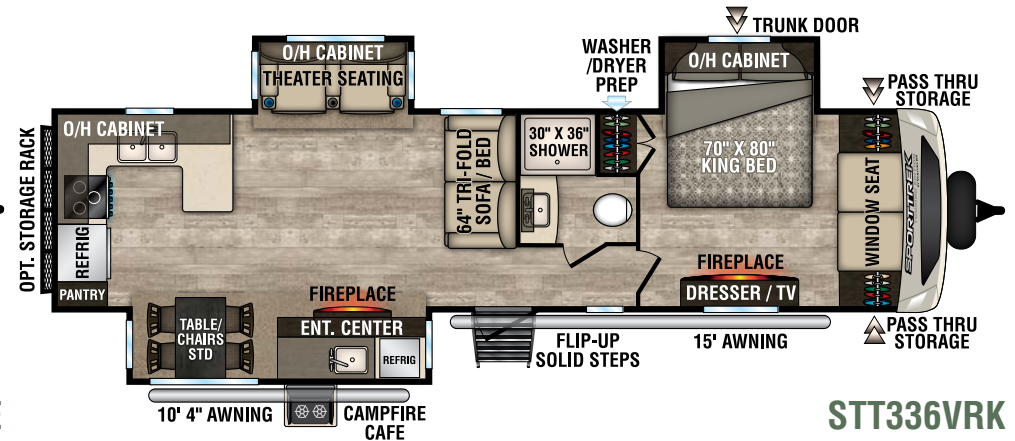 TRUNK DOOR
O/H CABINET
THEATER SEATING
WASHER
/DRYER
PREP
O/H CABINET
PASS THRU
STORAGE
O/H CABINET
OPT. STORAGE RACK
REFRIG
PANTRY
64" TRI-FOLD
SOFA / BED
30" X 36"
SHOWER
70" X 80"
KING BED
WINDOW SEAT
SPORTTREK
FIREPLACE
DRESSER / TV
TABLE/
CHAIRS
STD
FIREPLACE
ENT. CENTER
REFRIG
FLIP-UP
SOLID STEPS
15' AWNING
PASS THRU
STORAGE
10' 4" AWNING
CAMPFIRE
CAFE
STT336VRK